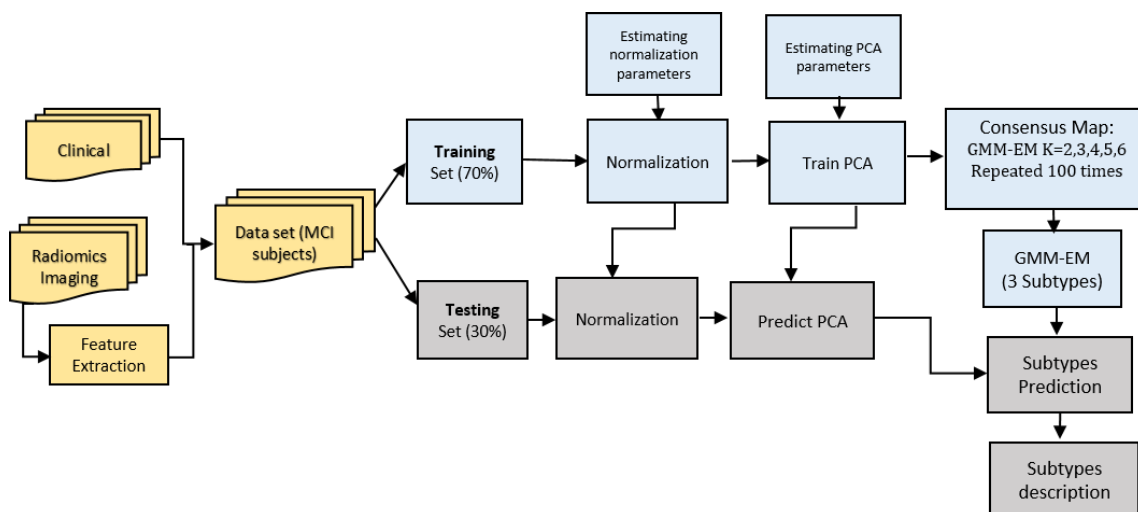 Clinical
Radiomics
Imaging
Feature
Extraction
Data set (MCI
subjects)
Training
Set (70%)
Testing
Set (30%)
Estimating
normalization
parameters
Normalization
Normalization
Estimating PCA
parameters
Train PCA
Predict PCA
Consensus Map:
GMM-EM K=2,3,4,5,6
Repeated 100 times
GMM-EM
(3 Subtypes)
Subtypes
Prediction
Subtypes
description